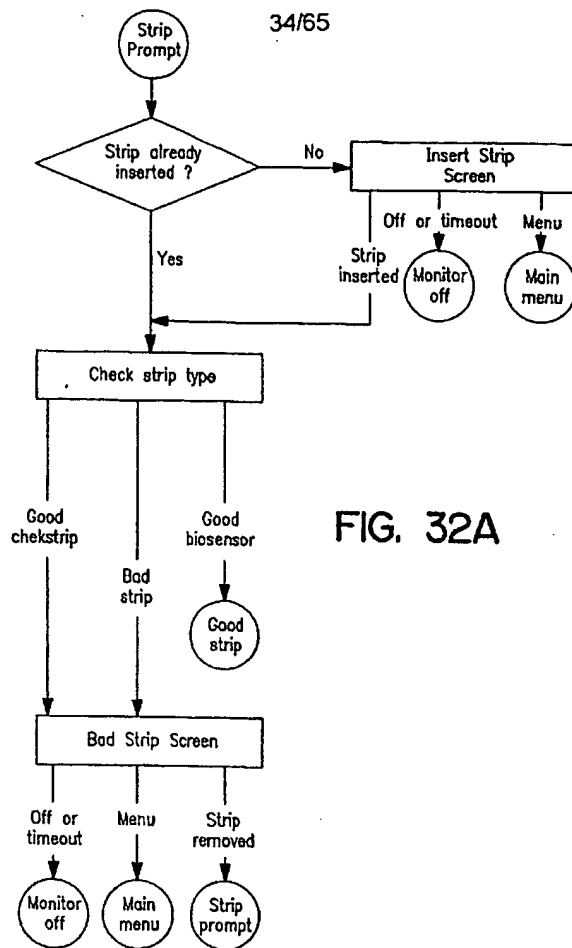 34/65
Strip
Prompt
Strip already
inserted ?
No
Insert Strip
Screen
Yes
Strip
inserted
Off or timeout
Menu
Monitor
off
Main
menu
Check strip type
Good
chekstrip
Bad
strip
Good
biosensor
Good
strip
FIG. 32A
Bad Strip Screen
Off or
timeout
Menu
Strip
removed
Monitor
off
Main
menu
Strip
prompt